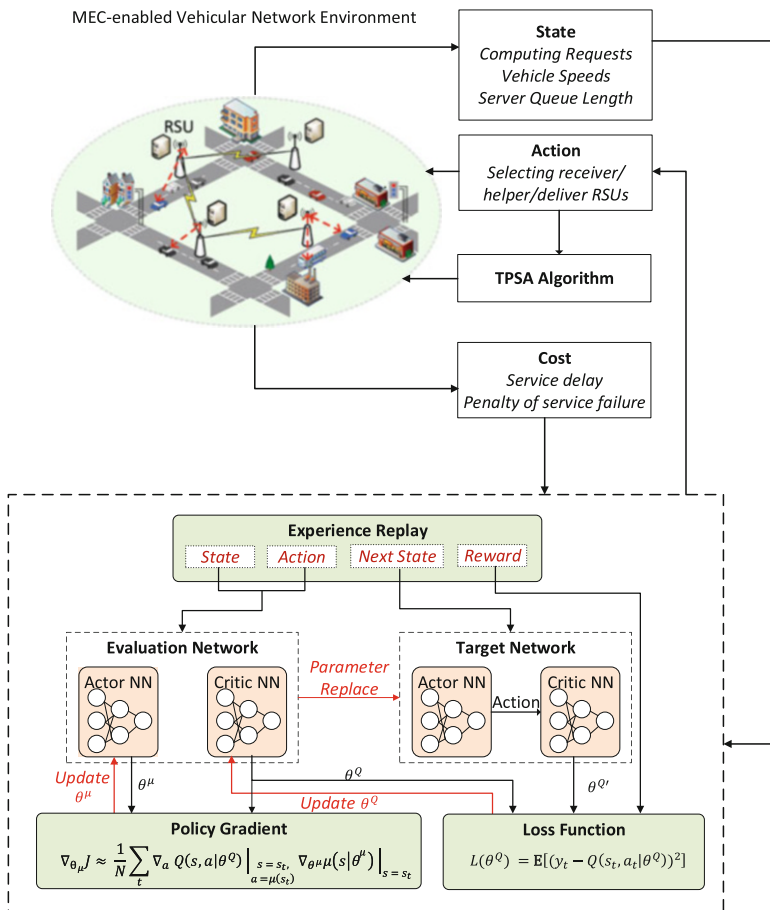 MEC-enabled Vehicular Network Environment
State
Computing Requests
Vehicle Speeds
Server Queue Length
RSU
Action
Selecting receiver/
helper/deliver RSUs
TPSA Algorithm
Cost
Service delay
Penalty of service failure
Experience Replay
State
Action
Next State
Reward
Evaluation Network
Actor NN
Critic NN
Parameter
Replace
Target Network
Actor NN
Action
Critic NN
Update
θ^μ
θ^μ
θ^Q
Update θ^Q
θ^{Q′}
Policy Gradient
∇_{θ_μ} J ≈ 1/N ∑_t ∇_a Q(s, a|θ^Q)|_{s = s_t, a = μ(s_t)} ∇_{θ^μ} μ(s|θ^μ)|_{s = s_t}
Loss Function
L(θ^Q) = E[(y_t − Q(s_t, a_t|θ^Q))^2]